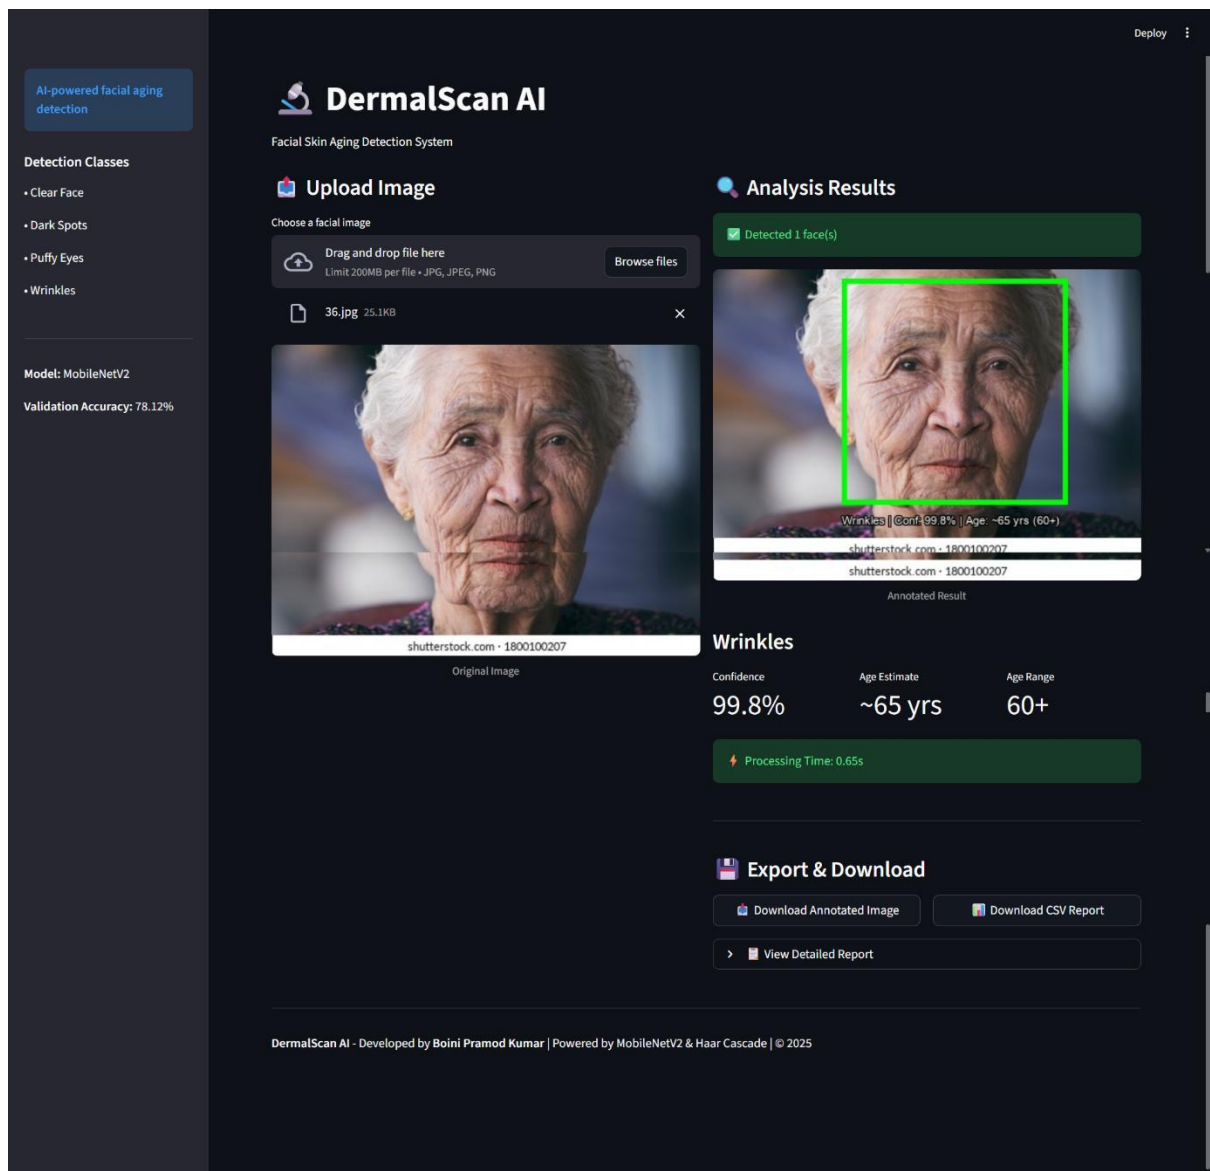 Deploy
AI-powered facial aging
detection
Detection Classes
• Clear Face
• Dark Spots
• Puffy Eyes
• Wrinkles
Model: MobileNetV2
Validation Accuracy: 78.12%
DermalScan AI
Facial Skin Aging Detection System
Upload Image
Choose a facial image
Drag and drop file here
Limit 200MB per file • JPG, JPEG, PNG
Browse files
36.jpg 25.1KB
shutterstock.com · 1800100207
Original Image
Analysis Results
Detected 1 face(s)
Wrinkles | Conf: 99.8% | Age: ~65 yrs (60+)
shutterstock.com · 1800100207
shutterstock.com · 1800100207
Annotated Result
Wrinkles
Confidence
99.8%
Age Estimate
~65 yrs
Age Range
60+
Processing Time: 0.65s
Export & Download
Download Annotated Image
Download CSV Report
View Detailed Report
DermalScan AI - Developed by Boini Pramod Kumar | Powered by MobileNetV2 & Haar Cascade | © 2025